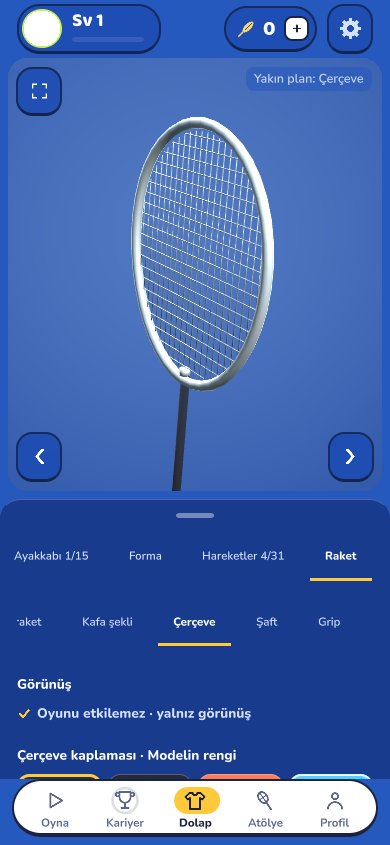 Sv 1
0
+
Yakın plan: Çerçeve
Ayakkabı 1/15 Forma Hareketler 4/31 Raket
raket Kafa şekli Çerçeve Şaft Grip
Görünüş
Oyunu etkilemez · yalnız görünüş
Çerçeve kaplaması · Modelin rengi
Oyna Kariyer Dolap Atölye Profil